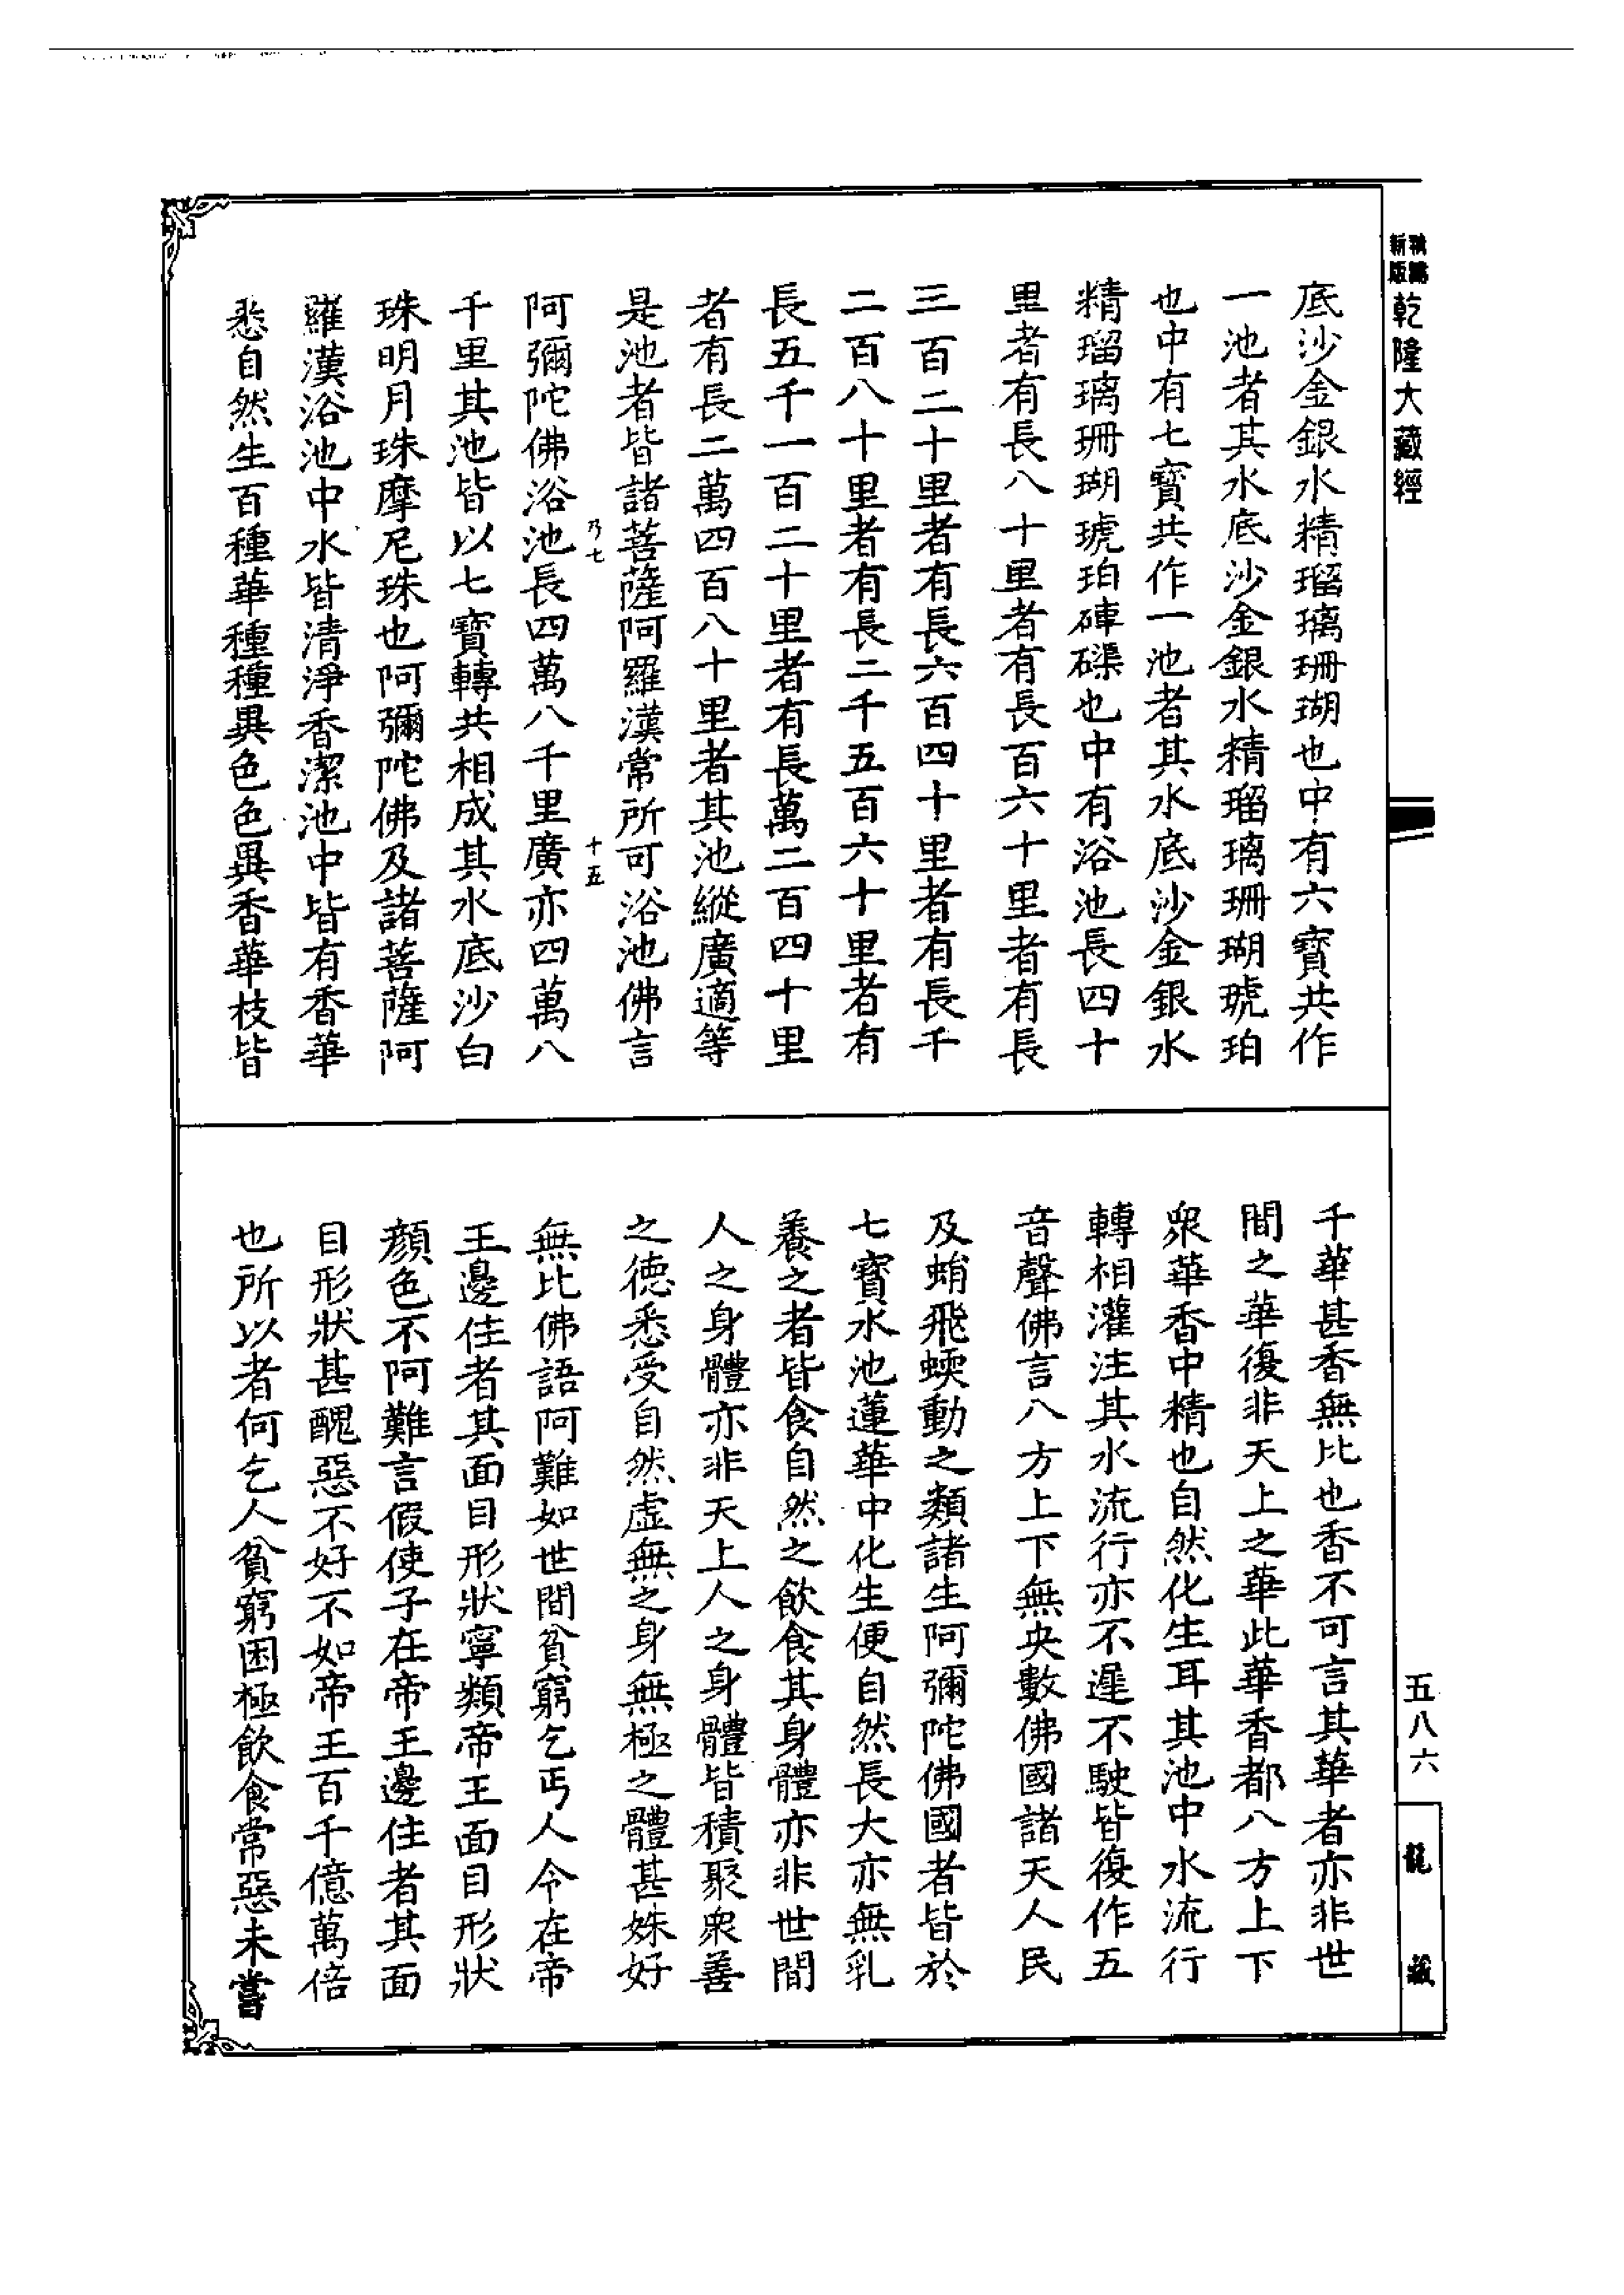 新版
乾隆大藏經
底沙金銀水精瑠璃珊瑚也中有六寶共作
一池者其水底沙金銀水精瑠璃珊瑚琥珀
也中有七寶共作一池者其水底沙金銀水
精瑠璃珊瑚琥珀硨磲也中有浴池長四十
里者有長八十里者有長百六十里者有長
三百二十里者有長六百四十里者有長千
二百八十里者有長二千五百六十里者有
長五千一百二十里者有長萬二百四十里
者有長二萬四百八十里者其池縱廣適等
是池者皆諸菩薩阿羅漢常所可浴池佛言
乃七
十五
阿彌陀佛浴池長四萬八千里廣亦四萬八
千里其池皆以七寶轉共相成其水底沙白
珠明月珠摩尼珠也阿彌陀佛及諸菩薩阿
羅漢浴池中水皆清淨香潔池中皆有香華
悉自然生百種華種種異色色異香華枝皆
千華甚香無比也香不可言其華者亦非世
間之華復非天上之華此華香都八方上下
眾華香中精也自然化生耳其池中水流行
轉相灌注其水流行亦不遲不駛皆復作五
音聲佛言八方上下無央數佛國諸天人民
及蜎飛蝡動之類諸生阿彌陀佛國者皆於
七寶水池蓮華中化生便自然長大亦無乳
養之者皆食自然之飲食其身體亦非世間
人之身體亦非天上人之身體皆積聚眾善
之德悉受自然虛無之身無極之體甚姝好
無比佛語阿難如世間貧窮乞丐人令在帝
王邊住者其面目形狀寧類帝王面目形狀
顏色不阿難言假使子在帝王邊住者其面
目形狀甚醜惡不好不如帝王百千億萬倍
也所以者何乞人貧窮困極飲食常惡未嘗
五八六
龍藏